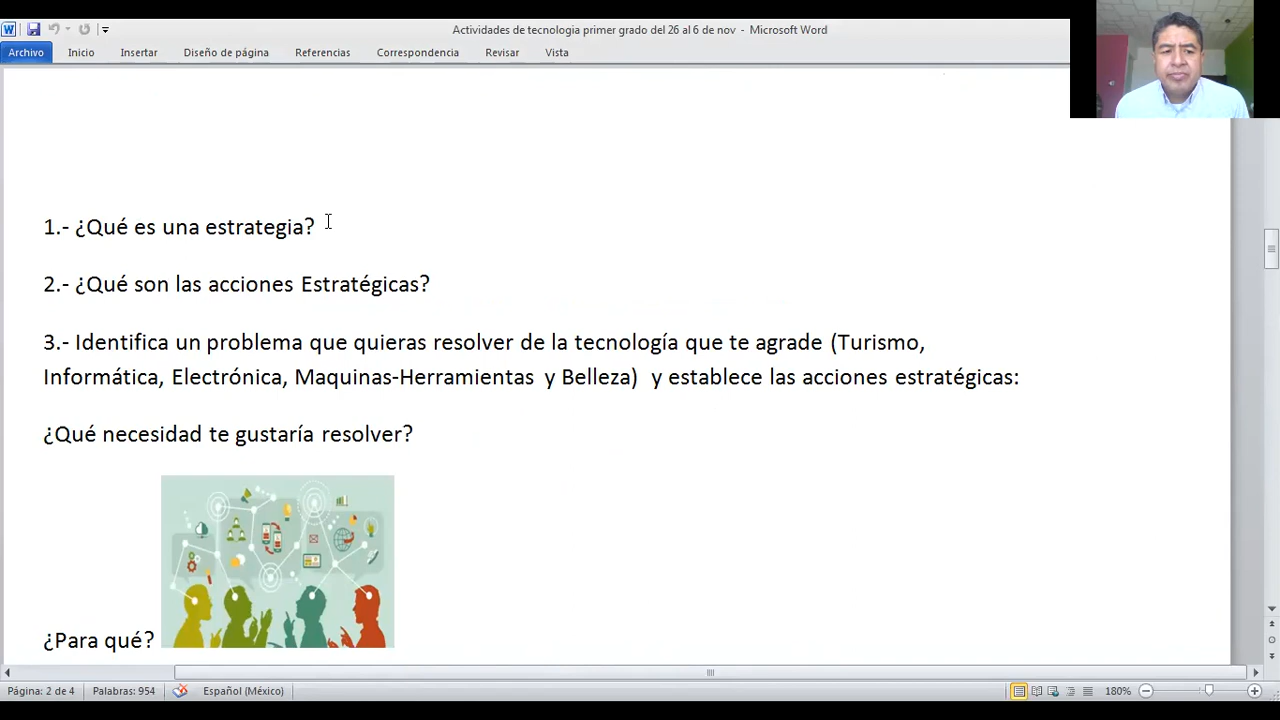 Actividades de tecnologia primer grado del 26 al 6 de nov - Microsoft Word
Archivo Inicio Insertar Diseño de página Referencias Correspondencia Revisar Vista
1.- ¿Qué es una estrategia?
2.- ¿Qué son las acciones Estratégicas?
3.- Identifica un problema que quieras resolver de la tecnología que te agrade (Turismo,
Informática, Electrónica, Maquinas-Herramientas y Belleza) y establece las acciones estratégicas:
¿Qué necesidad te gustaría resolver?
¿Para qué?
Página: 2 de 4 Palabras: 954 Español (México) 180%